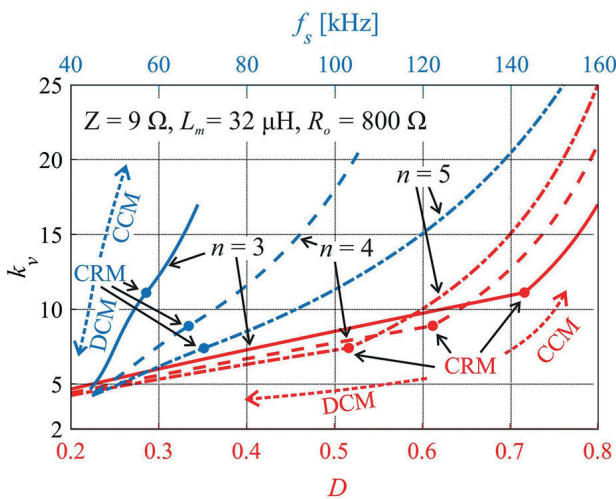 f_s [kHz]
40 60 80 100 120 140 160
25
Z = 9 Ω, L_m = 32 μH, R_o = 800 Ω
20
n = 5
CCM
15
k_v
n = 3
n = 4
CRM
10
DCM
CRM
CCM
5
DCM
2
0.2 0.3 0.4 0.5 0.6 0.7 0.8
D